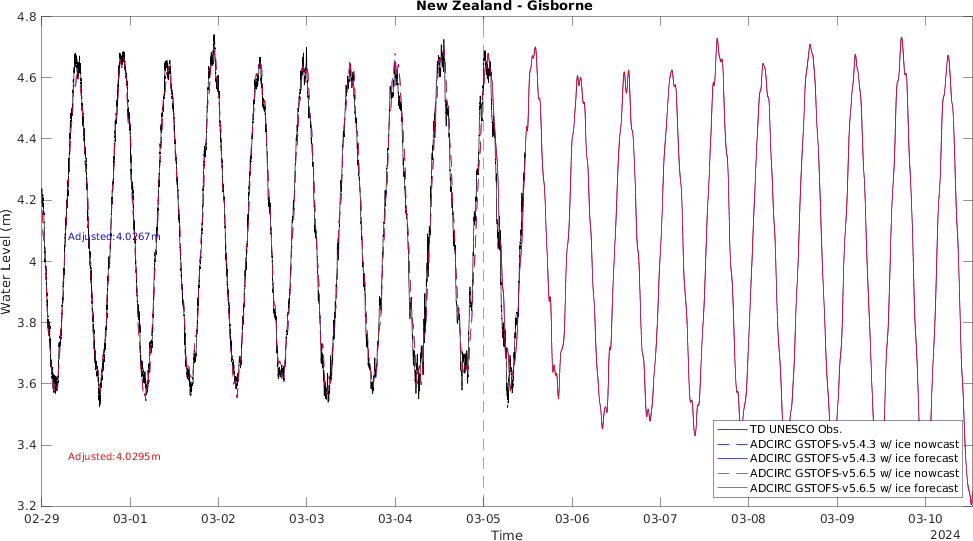 New Zealand - Gisborne
4.8
4.6
4.4
4.2
4
3.8
3.6
3.4
3.2
Water Level (m)
Adjusted:4.0267m
Adjusted:4.0295m
TD UNESCO Obs.
ADCIRC GSTOFS-v5.4.3 w/ ice nowcast
ADCIRC GSTOFS-v5.4.3 w/ ice forecast
ADCIRC GSTOFS-v5.6.5 w/ ice nowcast
ADCIRC GSTOFS-v5.6.5 w/ ice forecast
02-29 03-01 03-02 03-03 03-04 03-05 03-06 03-07 03-08 03-09 03-10
Time
2024